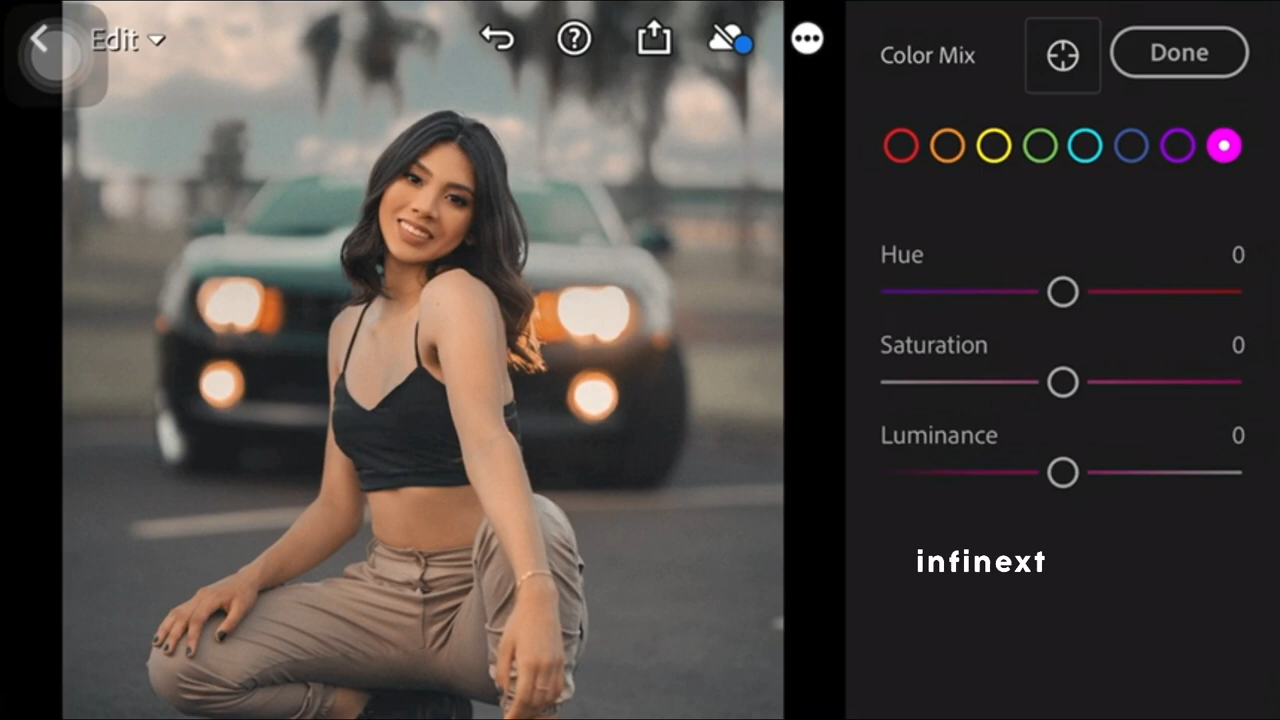 Edit
Color Mix
Done
Hue 0
Saturation 0
Luminance 0
infinext